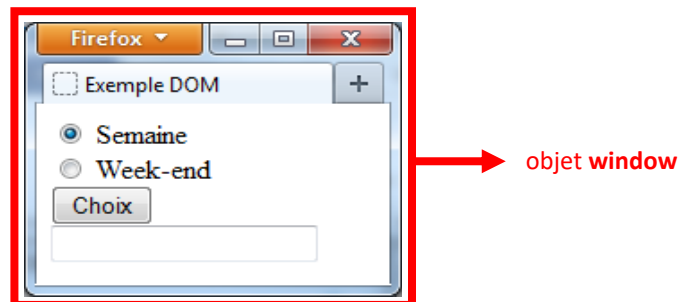 Firefox
Exemple DOM
+
Semaine
Week-end
Choix
objet window